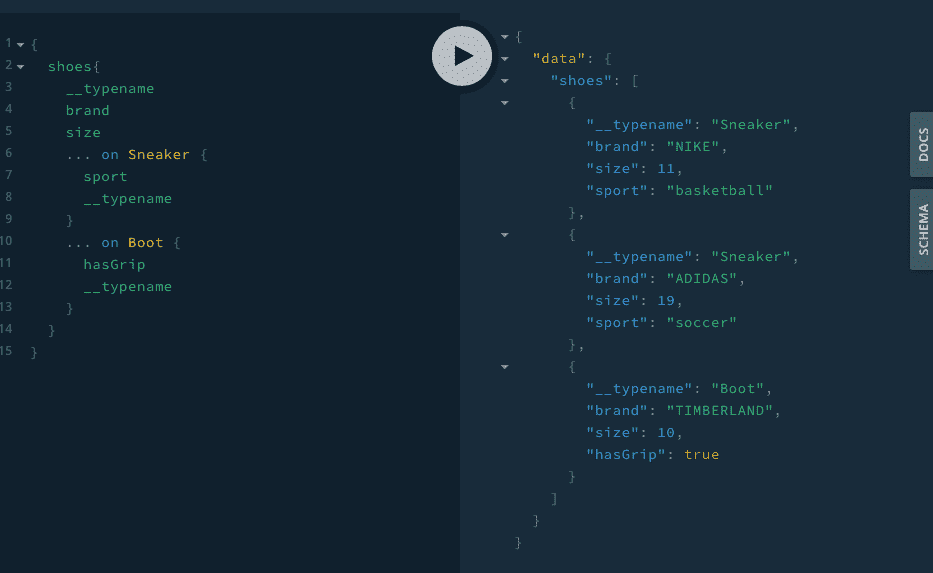 1 {
2 shoes{
3 __typename
4 brand
5 size
6 ... on Sneaker {
7 sport
8 __typename
9 }
10 ... on Boot {
11 hasGrip
12 __typename
13 }
14 }
15 }
{
"data": {
"shoes": [
{
"__typename": "Sneaker",
"brand": "NIKE",
"size": 11,
"sport": "basketball"
},
{
"__typename": "Sneaker",
"brand": "ADIDAS",
"size": 19,
"sport": "soccer"
},
{
"__typename": "Boot",
"brand": "TIMBERLAND",
"size": 10,
"hasGrip": true
}
]
}
}
DOCS
SCHEMA